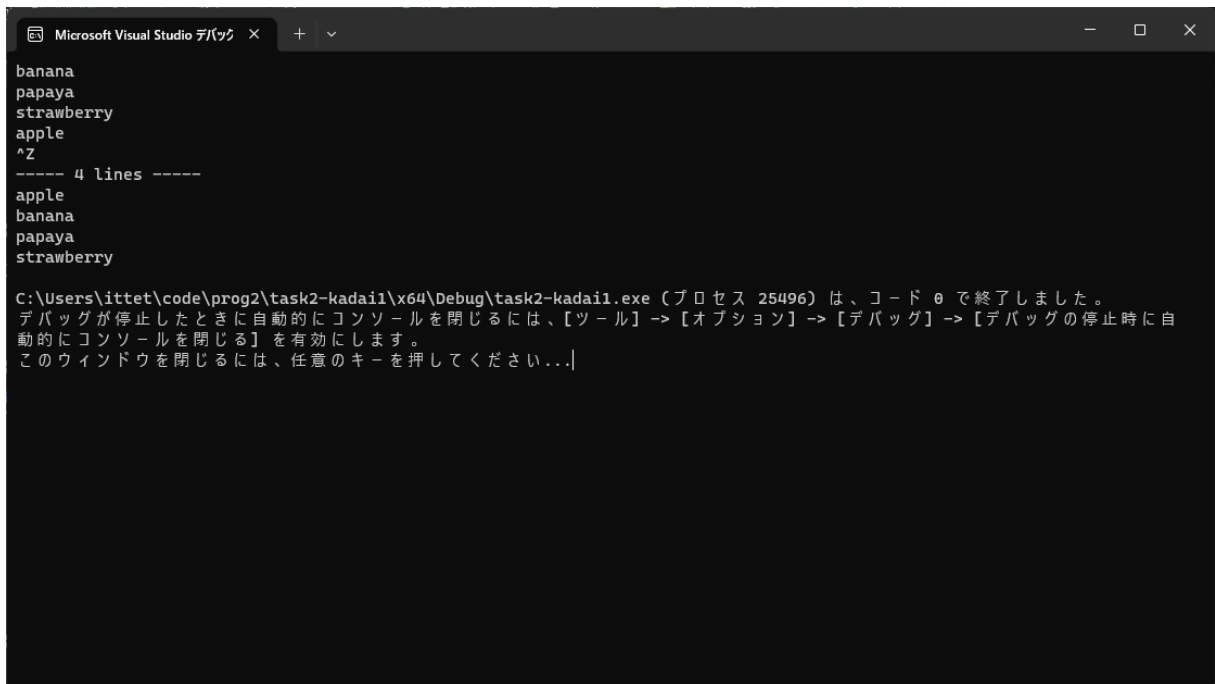 Microsoft Visual Studio デバック
banana
papaya
strawberry
apple
^Z
----- 4 lines -----
apple
banana
papaya
strawberry
C:\Users\ittet\code\prog2\task2-kadai1\x64\Debug\task2-kadai1.exe (プロセス 25496) は、コード 0 で終了しました。
デバッグが停止したときに自動的にコンソールを閉じるには、[ツール] -> [オプション] -> [デバッグ] -> [デバッグの停止時に自
動的にコンソールを閉じる] を有効にします。
このウィンドウを閉じるには、任意のキーを押してください...